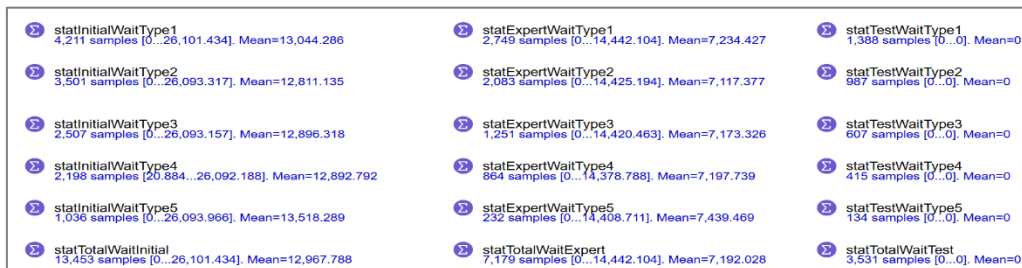 statInitialWaitType1
4,211 samples [0...26,101.434]. Mean=13,044.286
statInitialWaitType2
3,501 samples [0...26,093.317]. Mean=12,811.135
statInitialWaitType3
2,507 samples [0...26,093.157]. Mean=12,896.318
statInitialWaitType4
2,198 samples [20.884...26,092.188]. Mean=12,892.792
statInitialWaitType5
1,036 samples [0...26,093.966]. Mean=13,518.289
statTotalWaitInitial
13,453 samples [0...26,101.434]. Mean=12,967.788
statExpertWaitType1
2,749 samples [0...14,442.104]. Mean=7,234.427
statExpertWaitType2
2,083 samples [0...14,425.194]. Mean=7,117.377
statExpertWaitType3
1,251 samples [0...14,420.463]. Mean=7,173.326
statExpertWaitType4
864 samples [0...14,378.788]. Mean=7,197.739
statExpertWaitType5
232 samples [0...14,408.711]. Mean=7,439.469
statTotalWaitExpert
7,179 samples [0...14,442.104]. Mean=7,192.028
statTestWaitType1
1,388 samples [0...0]. Mean=0
statTestWaitType2
987 samples [0...0]. Mean=0
statTestWaitType3
607 samples [0...0]. Mean=0
statTestWaitType4
415 samples [0...0]. Mean=0
statTestWaitType5
134 samples [0...0]. Mean=0
statTotalWaitTest
3,531 samples [0...0]. Mean=0